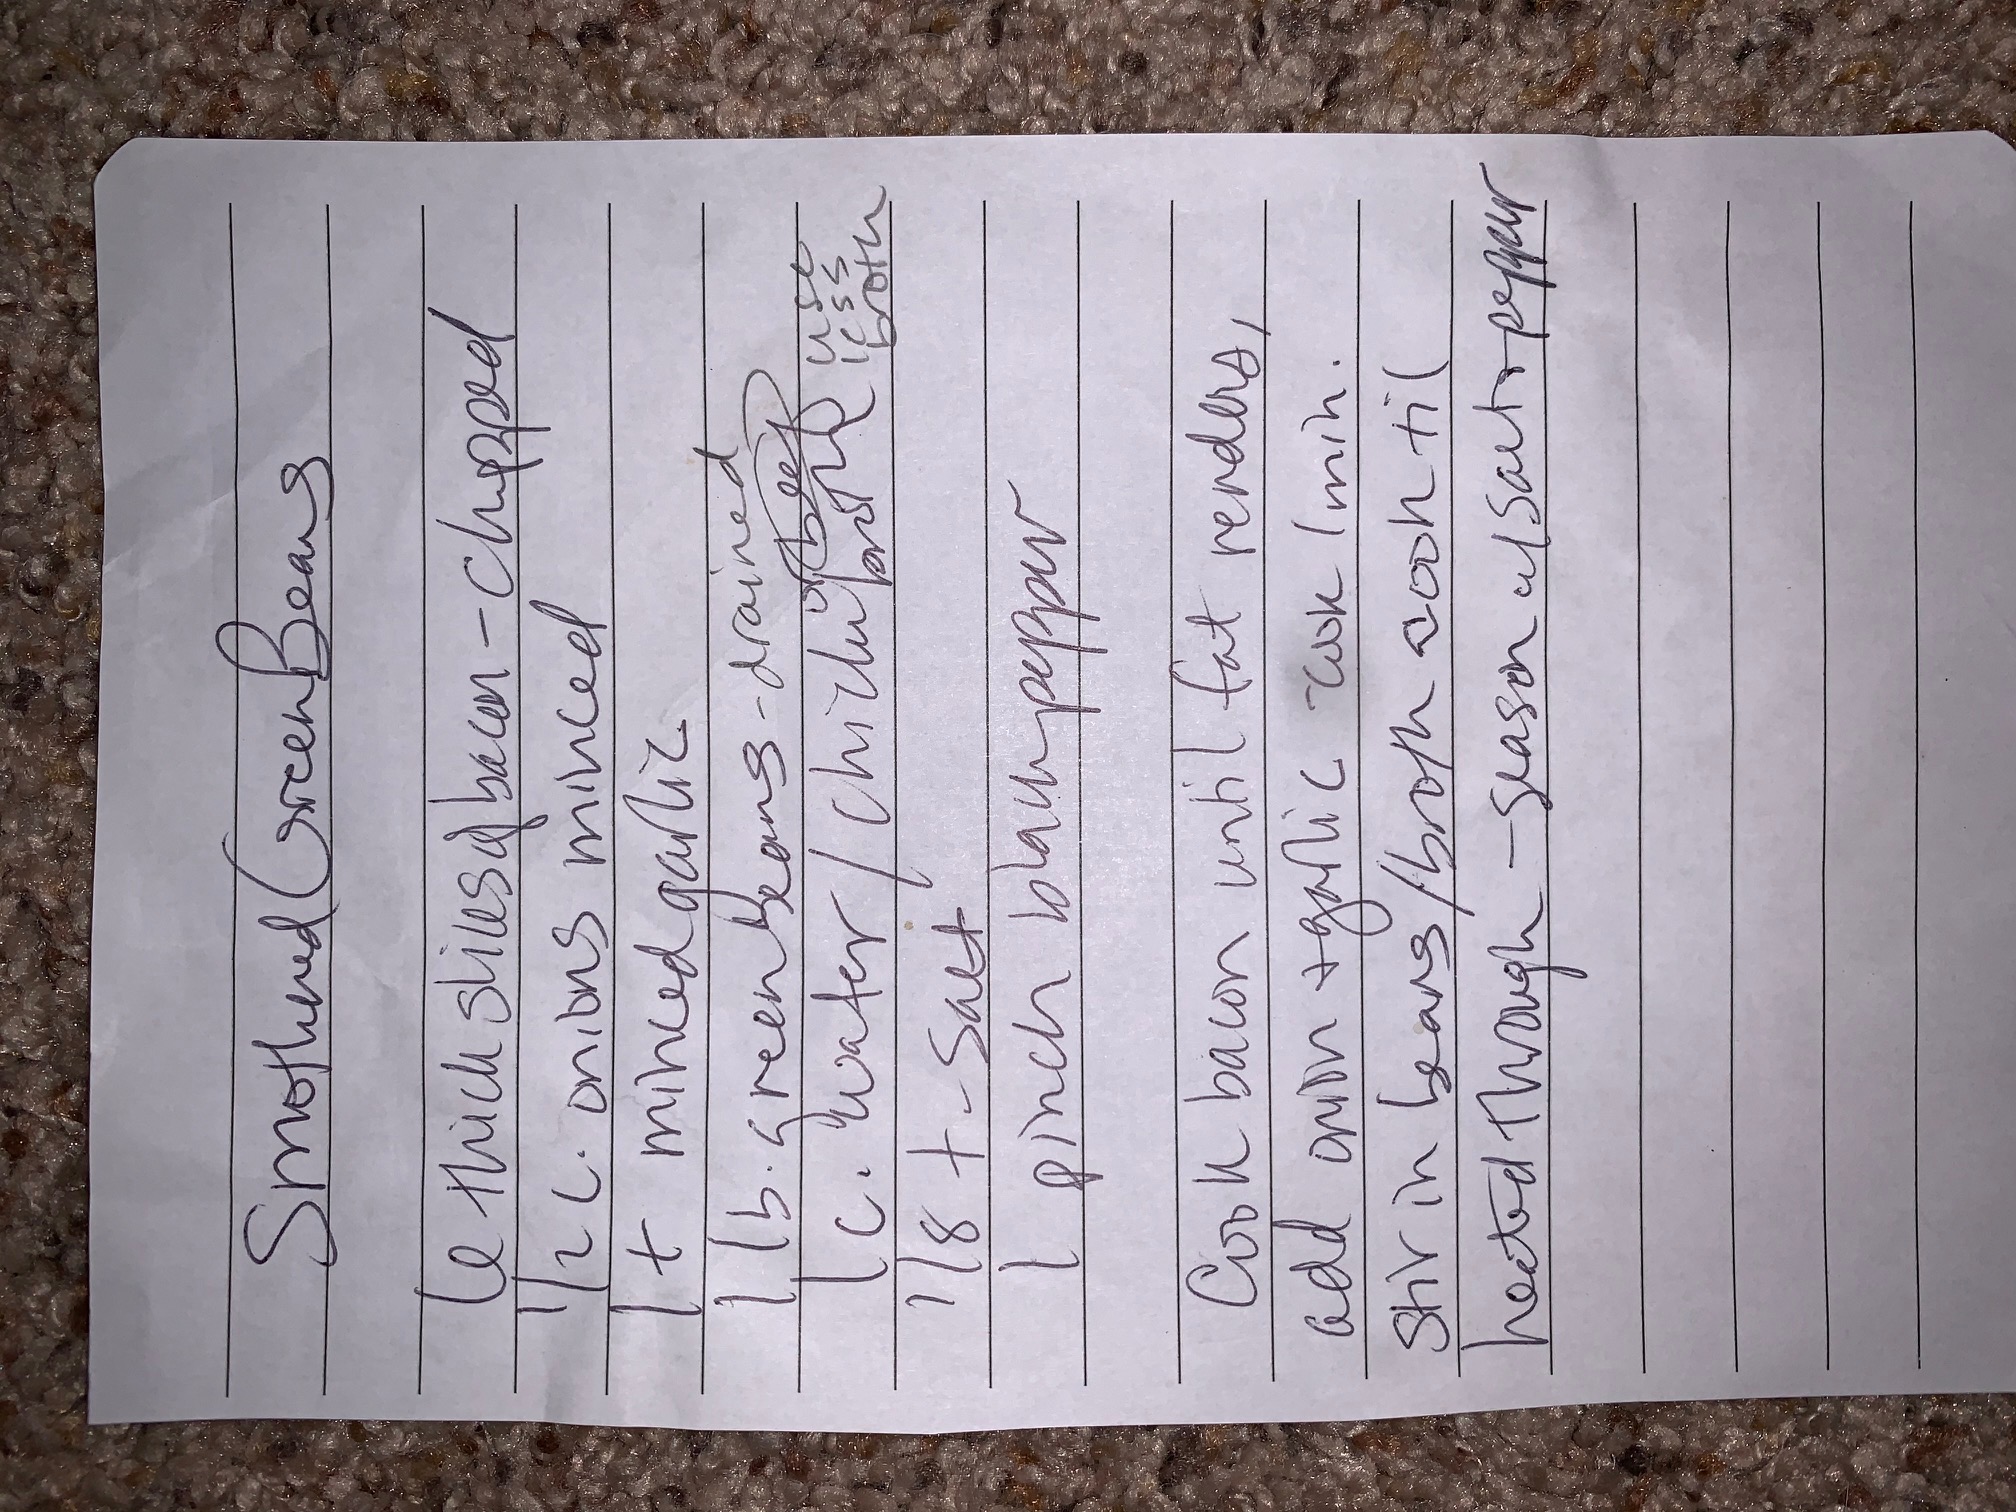 Smothered Green Beans
6 thick slices of bacon - chopped
1/2 c. onions minced
1 t minced garlic
1 lb. green beans - drained
1 c. water / chicken or beef broth use less broth
1/8 t - salt
1 pinch black pepper
Cook bacon until fat renders,
add onion + garlic - cook 1 min.
stir in beans/broth cook til
heated through - season w/ salt + pepper